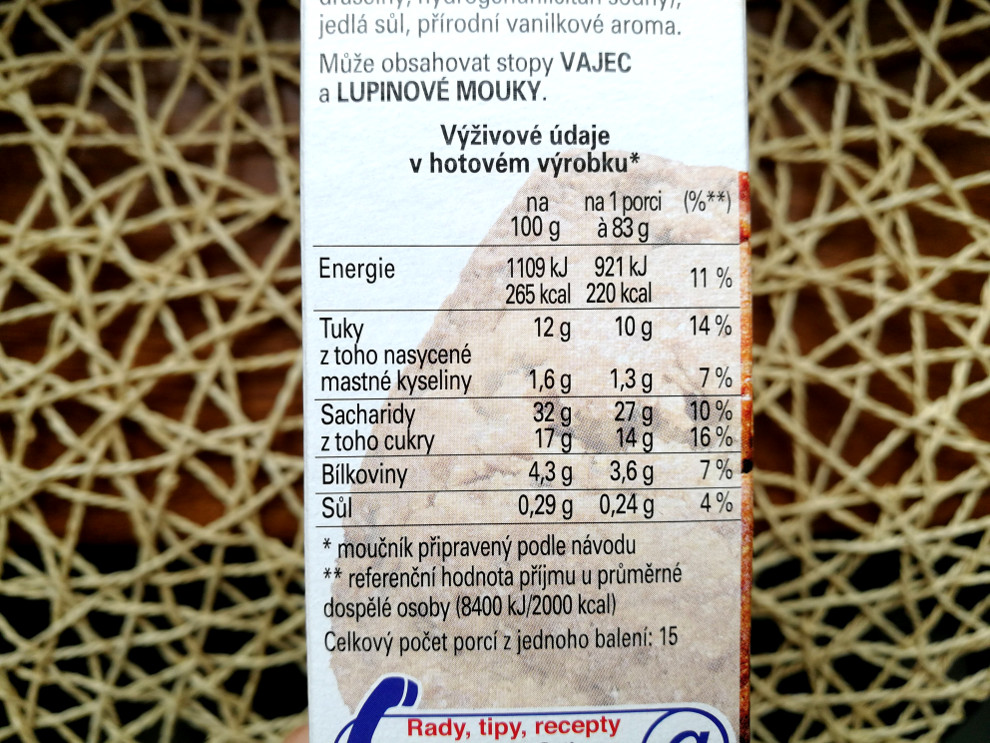 jedlá sůl, přírodní vanilkové aroma.
Může obsahovat stopy VAJEC
a LUPINOVÉ MOUKY.
Výživové údaje
v hotovém výrobku*
na na 1 porci (%**)
100 g à 83 g
Energie 1109 kJ 921 kJ 11 %
265 kcal 220 kcal
Tuky 12 g 10 g 14 %
z toho nasycené
mastné kyseliny 1,6 g 1,3 g 7 %
Sacharidy 32 g 27 g 10 %
z toho cukry 17 g 14 g 16 %
Bílkoviny 4,3 g 3,6 g 7 %
Sůl 0,29 g 0,24 g 4 %
* moučník připravený podle návodu
** referenční hodnota příjmu u průměrné
dospělé osoby (8400 kJ/2000 kcal)
Celkový počet porcí z jednoho balení: 15
Rady, tipy, recepty